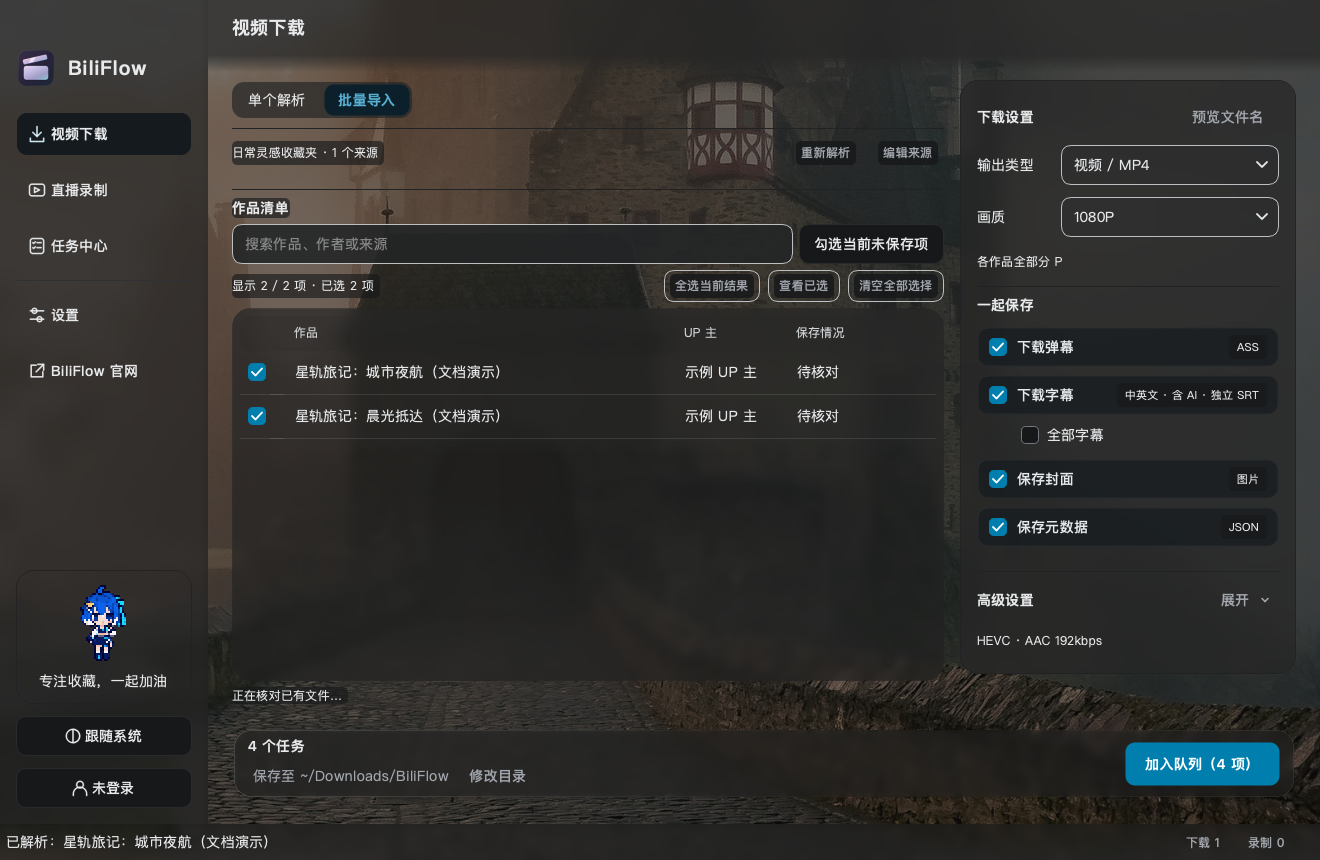 BiliFlow
视频下载
直播录制
任务中心
设置
BiliFlow 官网
专注收藏，一起加油
跟随系统
未登录
视频下载
单个解析 批量导入
日常灵感收藏夹 · 1 个来源 重新解析 编辑来源
作品清单
搜索作品、作者或来源 勾选当前未保存项
显示 2 / 2 项 · 已选 2 项 全选当前结果 查看已选 清空全部选择
作品 UP 主 保存情况
星轨旅记：城市夜航（文档演示） 示例 UP 主 待核对
星轨旅记：晨光抵达（文档演示） 示例 UP 主 待核对
正在核对已有文件...
下载设置 预览文件名
输出类型 视频 / MP4
画质 1080P
各作品全部分 P
一起保存
下载弹幕 ASS
下载字幕 中英文 · 含 AI · 独立 SRT
全部字幕
保存封面 图片
保存元数据 JSON
高级设置 展开
HEVC · AAC 192kbps
4 个任务
保存至 ~/Downloads/BiliFlow 修改目录
加入队列（4 项）
已解析：星轨旅记：城市夜航（文档演示） 下载 1 录制 0